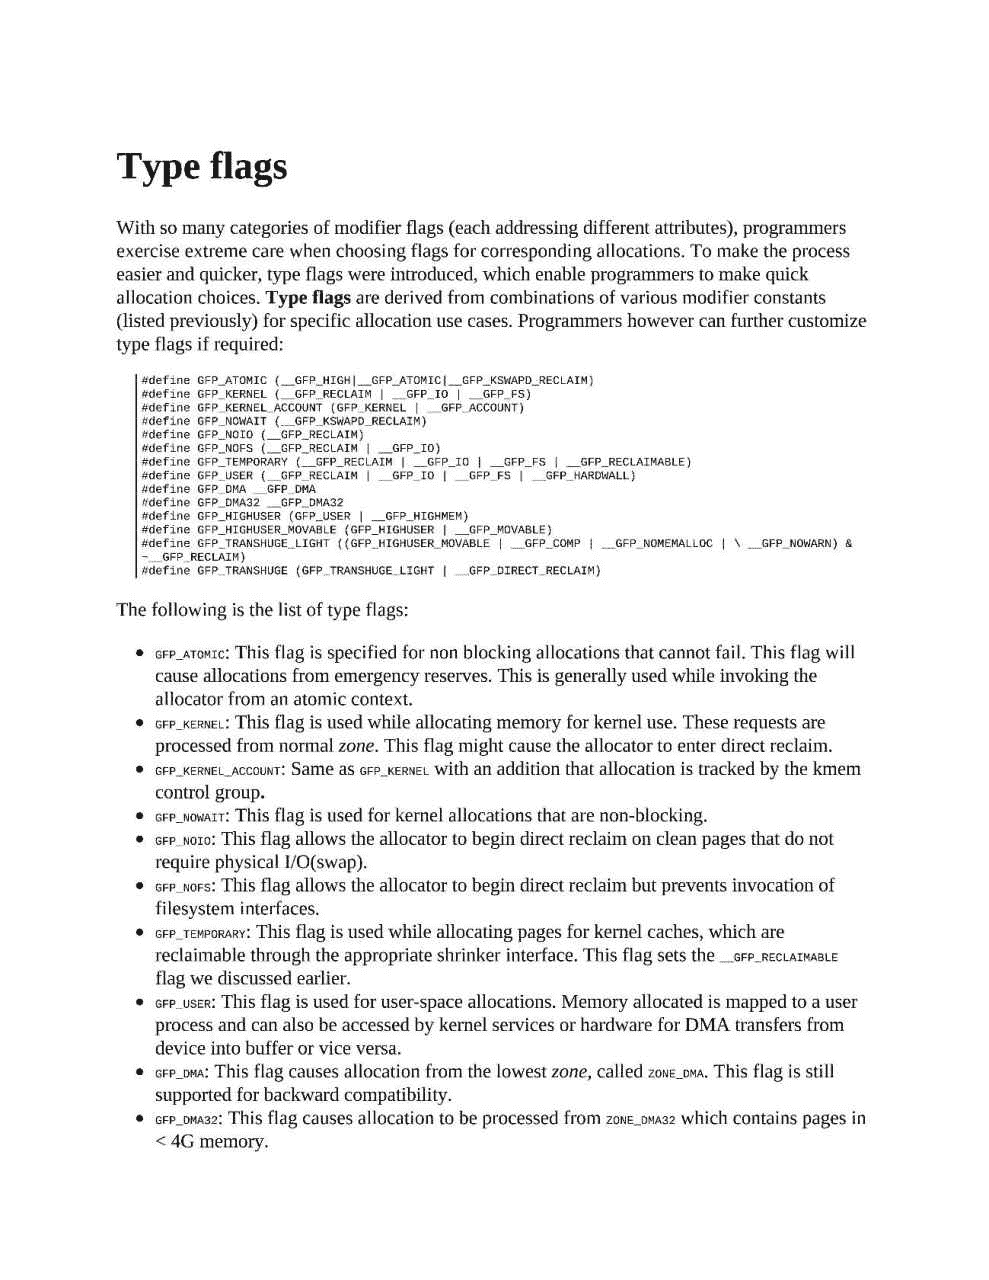 Type flags
With so many categories of modifier flags (each addressing different attributes), programmers
exercise extreme care when choosing flags for corresponding allocations. To make the process
easier and quicker, type flags were introduced, which enable programmers to make quick
allocation choices. Type flags are derived from combinations of various modifier constants
(listed previously) for specific allocation use cases. Programmers however can further customize
type flags if required:
#define GFP_ATOMIC (__GFP_HIGH|__GFP_ATOMIC|__GFP_KSWAPD_RECLAIM)
#define GFP_KERNEL (__GFP_RECLAIM | __GFP_IO | __GFP_FS)
#define GFP_KERNEL_ACCOUNT (GFP_KERNEL | __GFP_ACCOUNT)
#define GFP_NOWAIT (__GFP_KSWAPD_RECLAIM)
#define GFP_NOIO (__GFP_RECLAIM)
#define GFP_NOFS (__GFP_RECLAIM | __GFP_IO)
#define GFP_TEMPORARY (__GFP_RECLAIM | __GFP_IO | __GFP_FS | __GFP_RECLAIMABLE)
#define GFP_USER (__GFP_RECLAIM | __GFP_IO | __GFP_FS | __GFP_HARDWALL)
#define GFP_DMA __GFP_DMA
#define GFP_DMA32 __GFP_DMA32
#define GFP_HIGHUSER (GFP_USER | __GFP_HIGHMEM)
#define GFP_HIGHUSER_MOVABLE (GFP_HIGHUSER | __GFP_MOVABLE)
#define GFP_TRANSHUGE_LIGHT ((GFP_HIGHUSER_MOVABLE | __GFP_COMP | __GFP_NOMEMALLOC | \ __GFP_NOWARN) &
~__GFP_RECLAIM)
#define GFP_TRANSHUGE (GFP_TRANSHUGE_LIGHT | __GFP_DIRECT_RECLAIM)
The following is the list of type flags:
• GFP_ATOMIC: This flag is specified for non blocking allocations that cannot fail. This flag will
cause allocations from emergency reserves. This is generally used while invoking the
allocator from an atomic context.
• GFP_KERNEL: This flag is used while allocating memory for kernel use. These requests are
processed from normal zone. This flag might cause the allocator to enter direct reclaim.
• GFP_KERNEL_ACCOUNT: Same as GFP_KERNEL with an addition that allocation is tracked by the kmem
control group.
• GFP_NOWAIT: This flag is used for kernel allocations that are non-blocking.
• GFP_NOIO: This flag allows the allocator to begin direct reclaim on clean pages that do not
require physical I/O(swap).
• GFP_NOFS: This flag allows the allocator to begin direct reclaim but prevents invocation of
filesystem interfaces.
• GFP_TEMPORARY: This flag is used while allocating pages for kernel caches, which are
reclaimable through the appropriate shrinker interface. This flag sets the __GFP_RECLAIMABLE
flag we discussed earlier.
• GFP_USER: This flag is used for user-space allocations. Memory allocated is mapped to a user
process and can also be accessed by kernel services or hardware for DMA transfers from
device into buffer or vice versa.
• GFP_DMA: This flag causes allocation from the lowest zone, called ZONE_DMA. This flag is still
supported for backward compatibility.
• GFP_DMA32: This flag causes allocation to be processed from ZONE_DMA32 which contains pages in
< 4G memory.